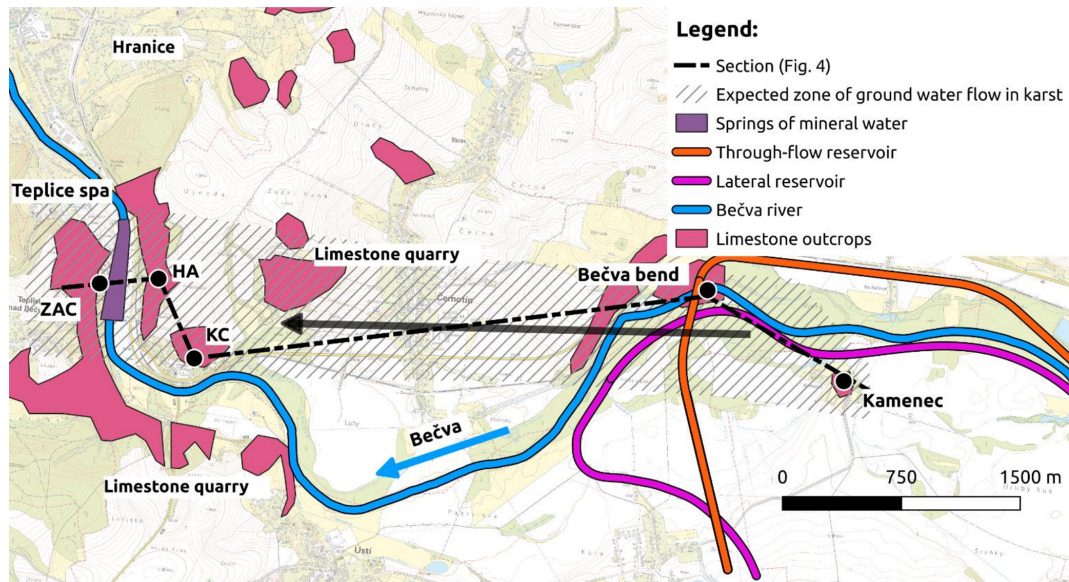 Legend:
Section (Fig. 4)
Expected zone of ground water flow in karst
Springs of mineral water
Through-flow reservoir
Lateral reservoir
Bečva river
Limestone outcrops
Hranice
Teplice spa
Limestone quarry
Bečva bend
HA
ZAC
Černotín
KC
Kamenec
Bečva
Limestone quarry
Ústí
0 750 1500 m